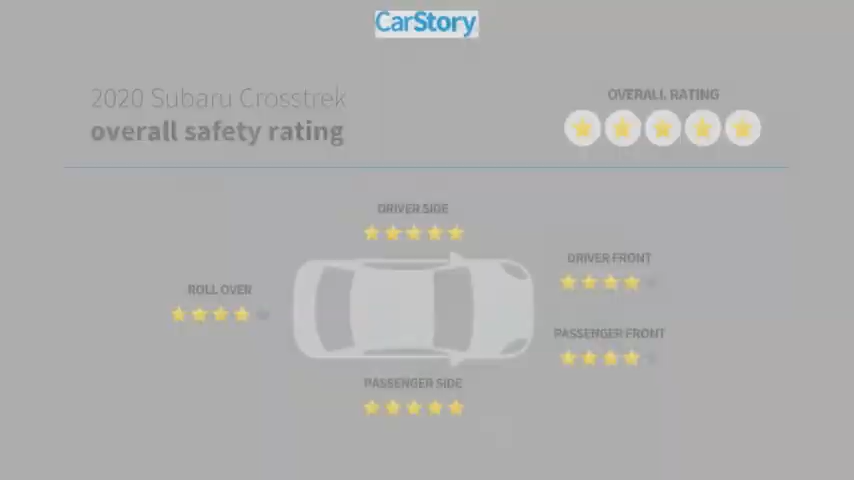 CarStory
2020 Subaru Crosstrek
overall safety rating
OVERALL RATING
DRIVER SIDE
DRIVER FRONT
ROLL OVER
PASSENGER FRONT
PASSENGER SIDE